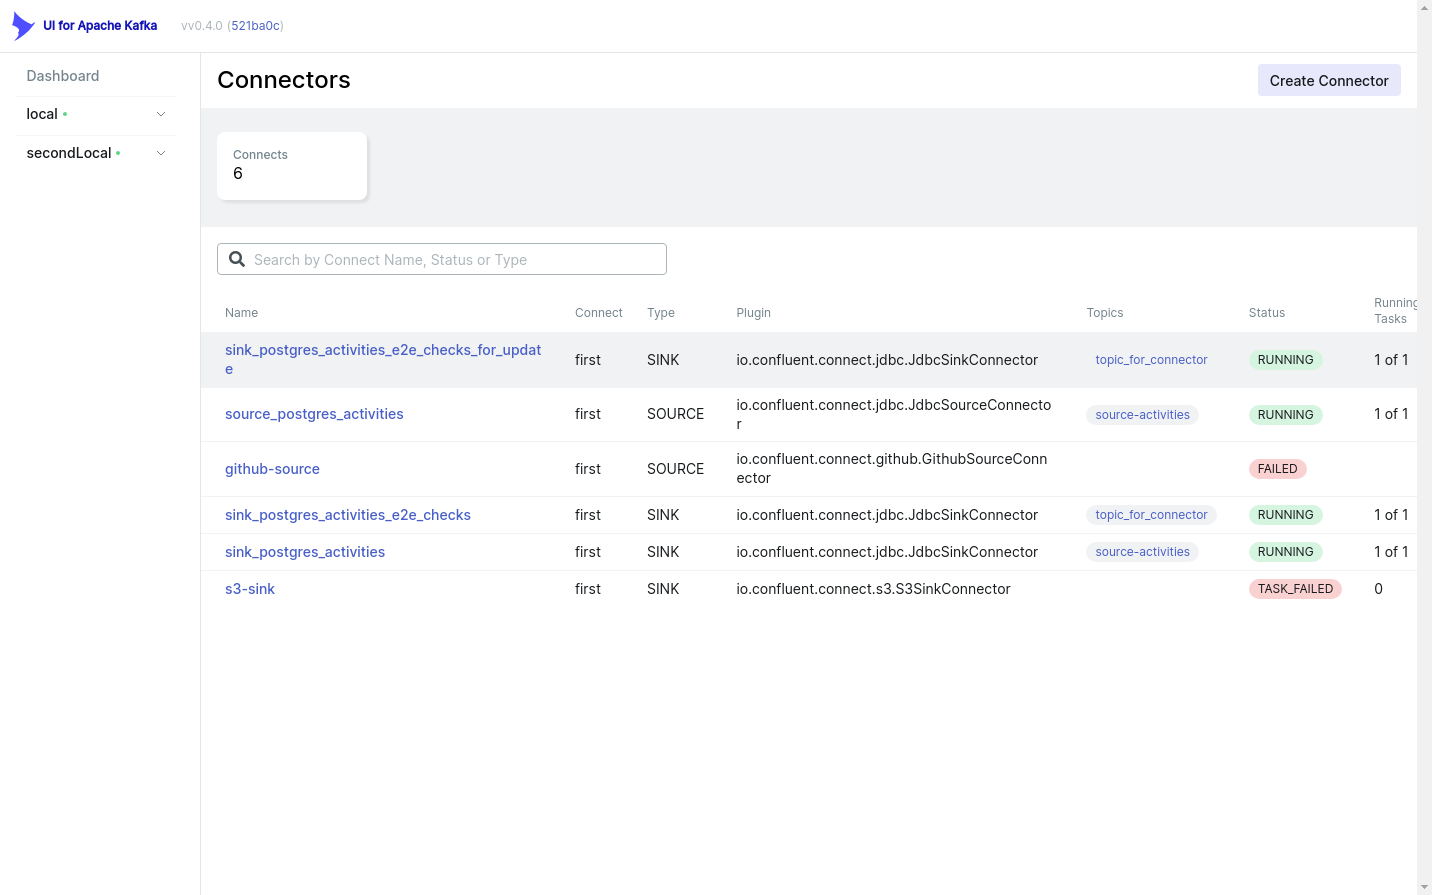 UI for Apache Kafka vv0.4.0 (521ba0c)
Dashboard
local
secondLocal
Connectors
Create Connector
Connects
6
Search by Connect Name, Status or Type
Name Connect Type Plugin Topics Status Running
Tasks
sink_postgres_activities_e2e_checks_for_updat
e
first SINK io.confluent.connect.jdbc.JdbcSinkConnector topic_for_connector RUNNING 1 of 1
source_postgres_activities first SOURCE io.confluent.connect.jdbc.JdbcSourceConnecto
r
source-activities RUNNING 1 of 1
github-source first SOURCE io.confluent.connect.github.GithubSourceConn
ector
FAILED
sink_postgres_activities_e2e_checks first SINK io.confluent.connect.jdbc.JdbcSinkConnector topic_for_connector RUNNING 1 of 1
sink_postgres_activities first SINK io.confluent.connect.jdbc.JdbcSinkConnector source-activities RUNNING 1 of 1
s3-sink first SINK io.confluent.connect.s3.S3SinkConnector TASK_FAILED 0